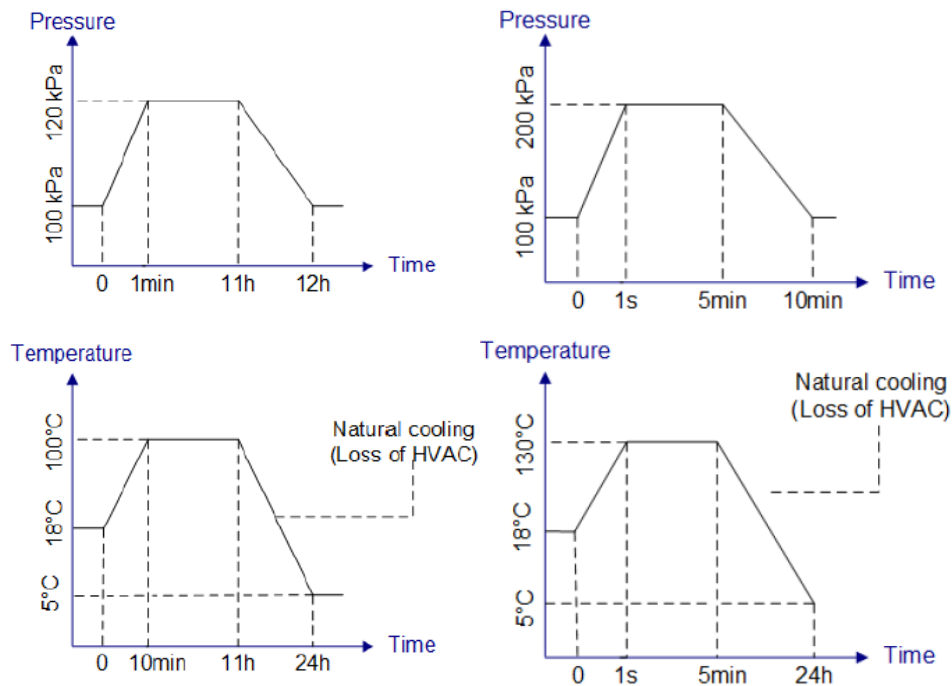 Pressure
120 kPa
100 kPa
0 1min 11h 12h
Time
Pressure
200 kPa
100 kPa
0 1s 5min 10min
Time
Temperature
100°C
18°C
5°C
Natural cooling
(Loss of HVAC)
0 10min 11h 24h
Time
Temperature
130°C
18°C
5°C
Natural cooling
(Loss of HVAC)
0 1s 5min 24h
Time